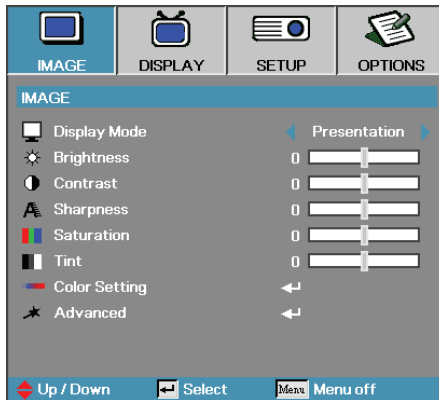 IMAGE DISPLAY SETUP OPTIONS
IMAGE
Display Mode Presentation
Brightness 0
Contrast 0
Sharpness 0
Saturation 0
Tint 0
Color Setting
Advanced
Up / Down Select Menu Menu off